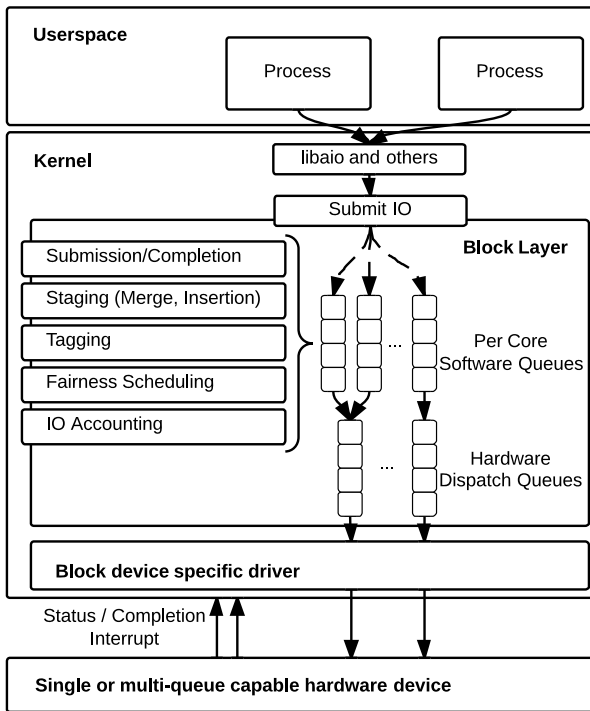 Userspace
Process
Process
Kernel
libaio and others
Submit IO
Block Layer
Submission/Completion
Staging (Merge, Insertion)
Tagging
Fairness Scheduling
IO Accounting
...
Per Core
Software Queues
...
Hardware
Dispatch Queues
Block device specific driver
Status / Completion
Interrupt
Single or multi-queue capable hardware device